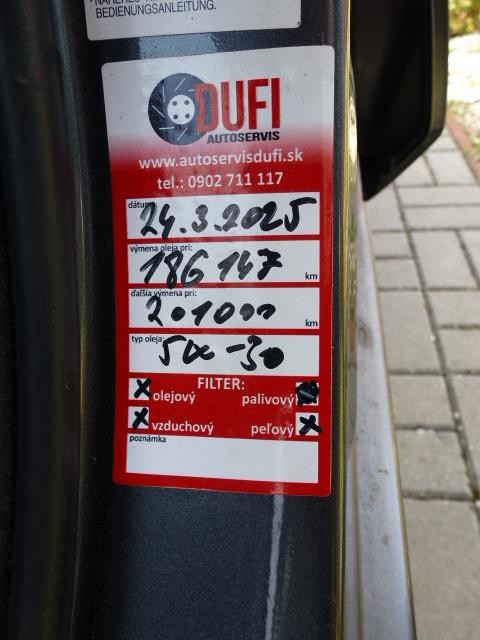 BEDIENUNGSANLEITUNG.
DUFI
AUTOSERVIS
www.autoservisdufi.sk
tel.: 0902 711 117
dátum:
24.3.2025
výmena oleja pri:
186 147 km
ďalšia výmena pri:
201000 km
typ oleja:
5W-30
FILTER:
x olejový palivový
x vzduchový peľový x
poznámka